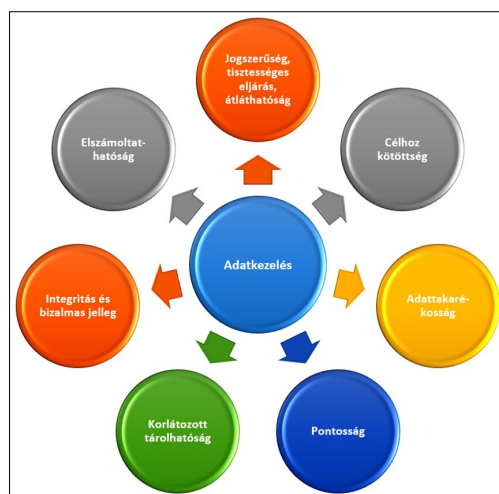 Jogszerűség,
tisztességes
eljárás,
átláthatóság
Elszámoltat-
hatóság
Célhoz
kötöttség
Adatkezelés
Integritás és
bizalmas jelleg
Adattakaré-
kosság
Korlátozott
tárolhatóság
Pontosság